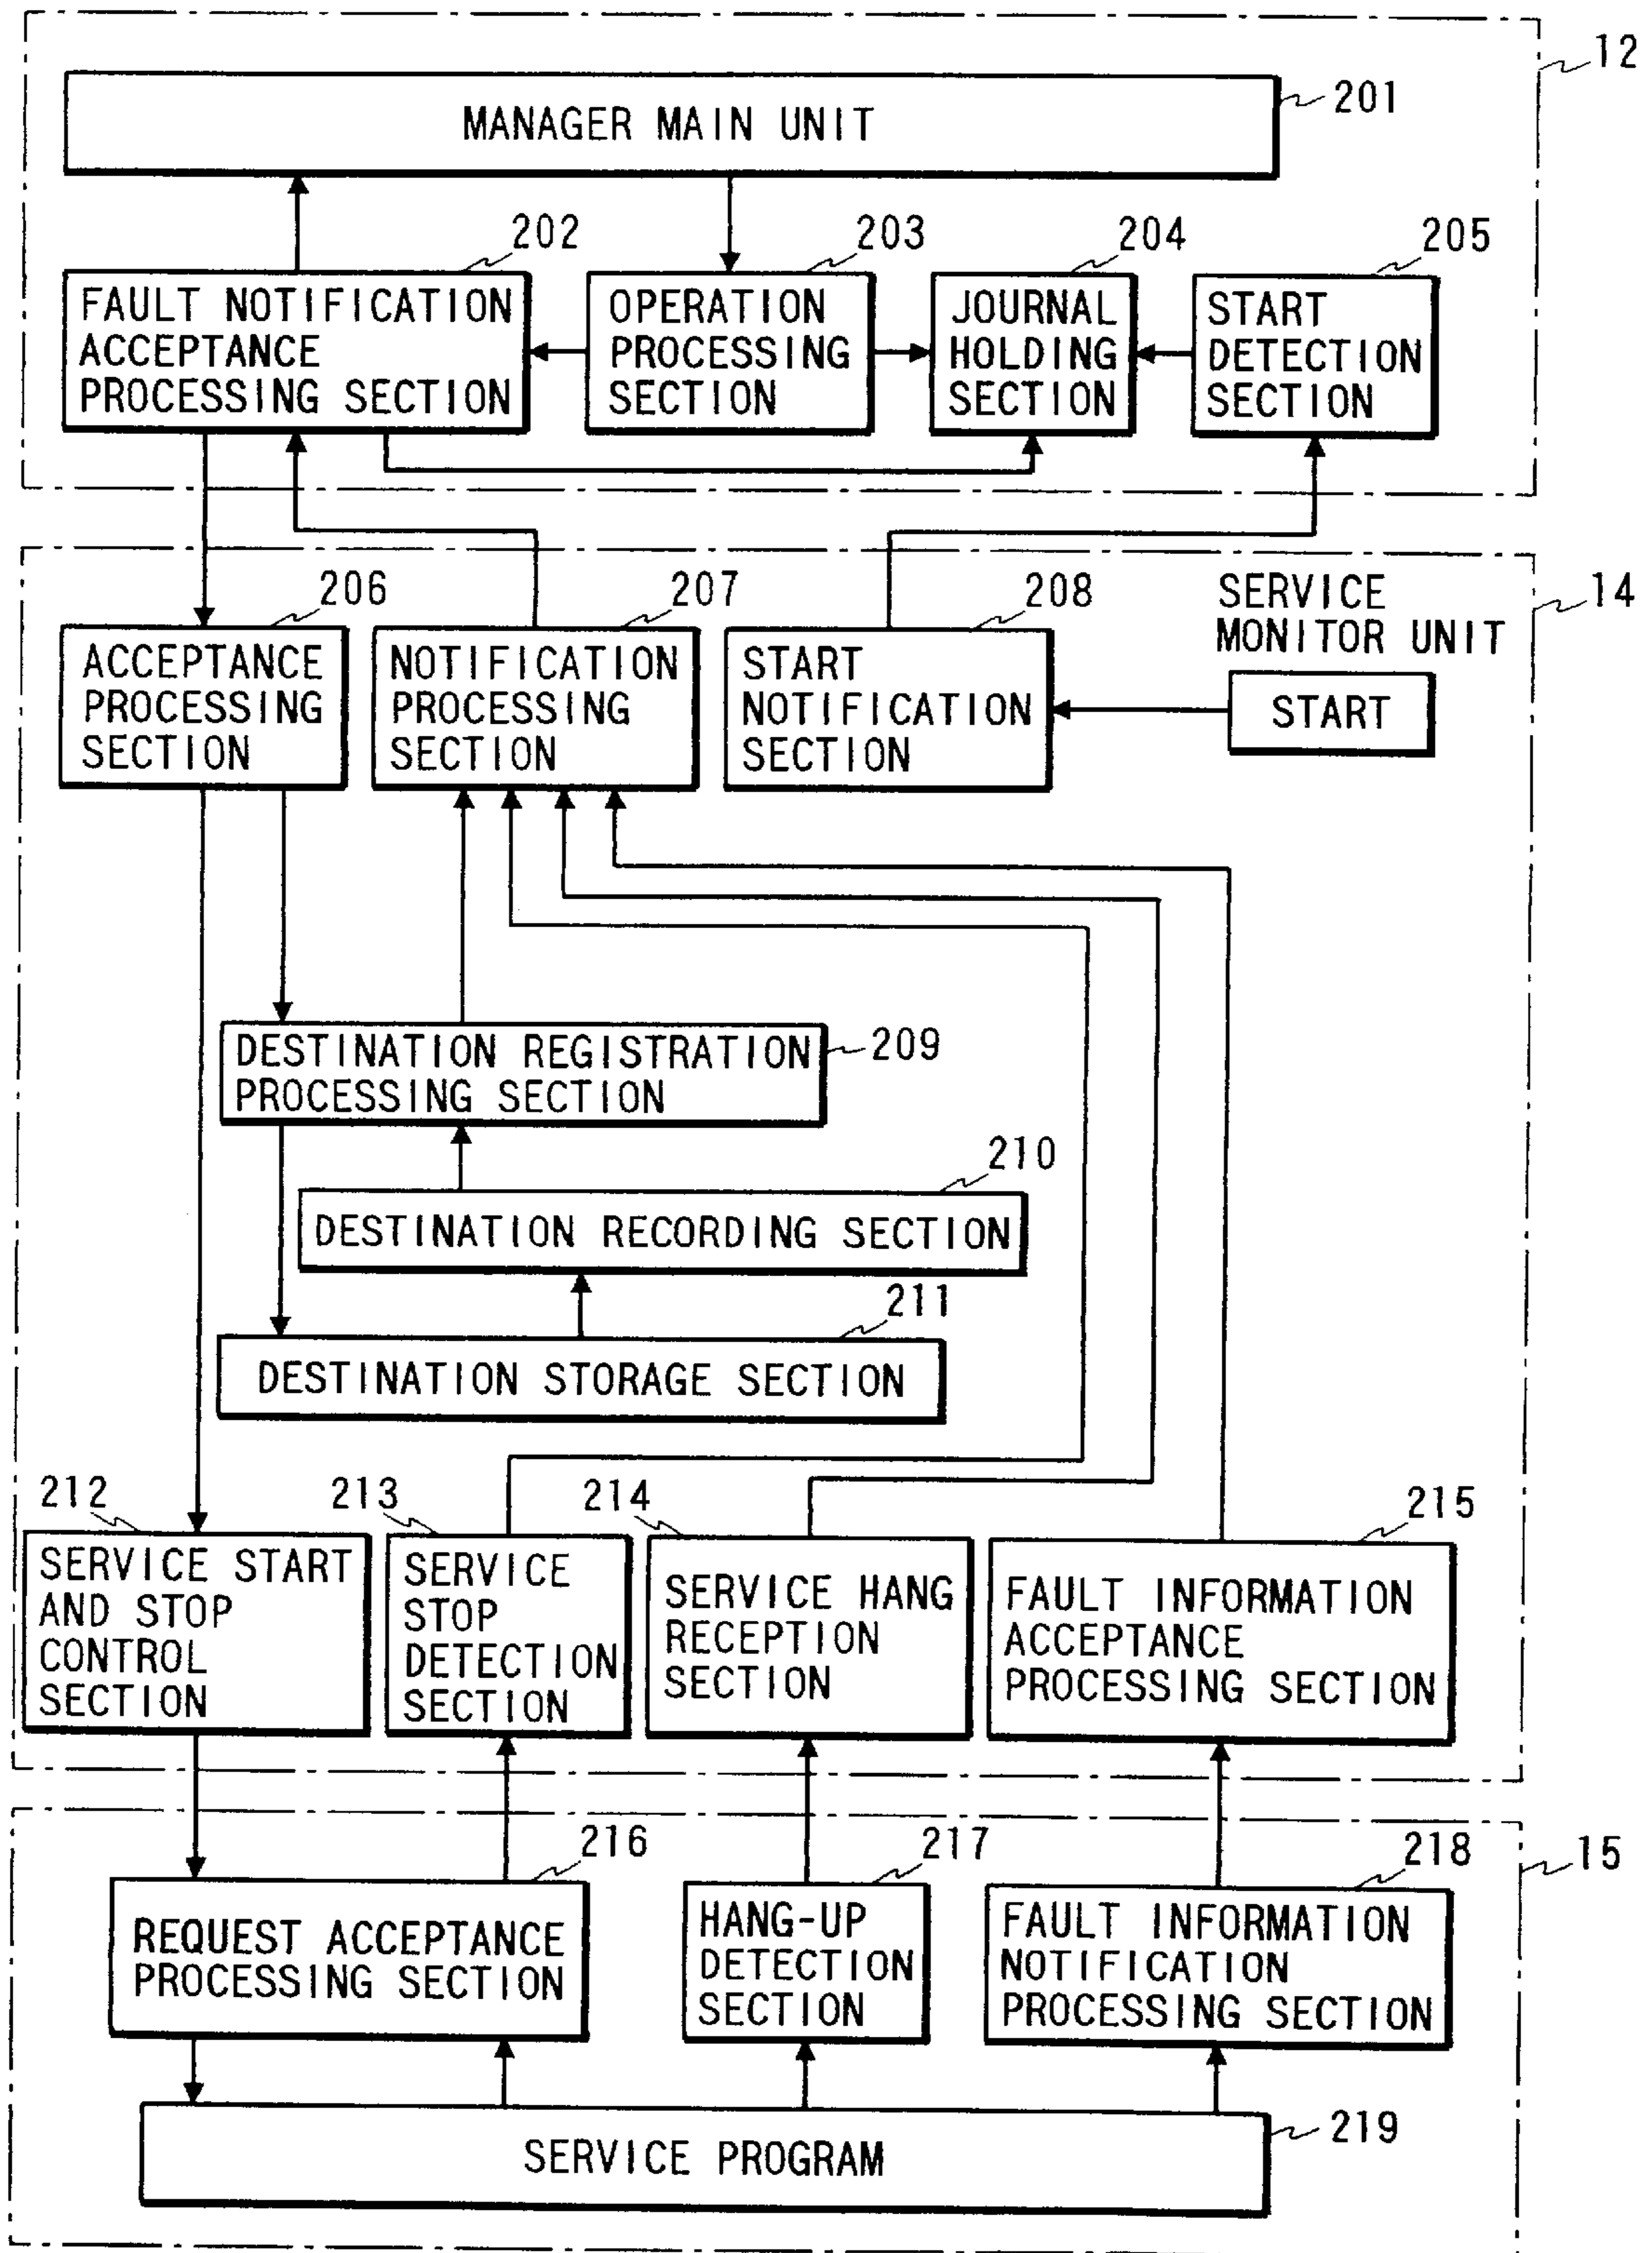 12
MANAGER MAIN UNIT
201
202
FAULT NOTIFICATION
ACCEPTANCE
PROCESSING SECTION
203
OPERATION
PROCESSING
SECTION
204
JOURNAL
HOLDING
SECTION
205
START
DETECTION
SECTION
14
206
ACCEPTANCE
PROCESSING
SECTION
207
NOTIFICATION
PROCESSING
SECTION
208
START
NOTIFICATION
SECTION
SERVICE
MONITOR UNIT
START
DESTINATION REGISTRATION
PROCESSING SECTION
209
210
DESTINATION RECORDING SECTION
211
DESTINATION STORAGE SECTION
212
SERVICE START
AND STOP
CONTROL
SECTION
213
SERVICE
STOP
DETECTION
SECTION
214
SERVICE HANG
RECEPTION
SECTION
215
FAULT INFORMATION
ACCEPTANCE
PROCESSING SECTION
15
216
REQUEST ACCEPTANCE
PROCESSING SECTION
217
HANG-UP
DETECTION
SECTION
218
FAULT INFORMATION
NOTIFICATION
PROCESSING SECTION
SERVICE PROGRAM
219